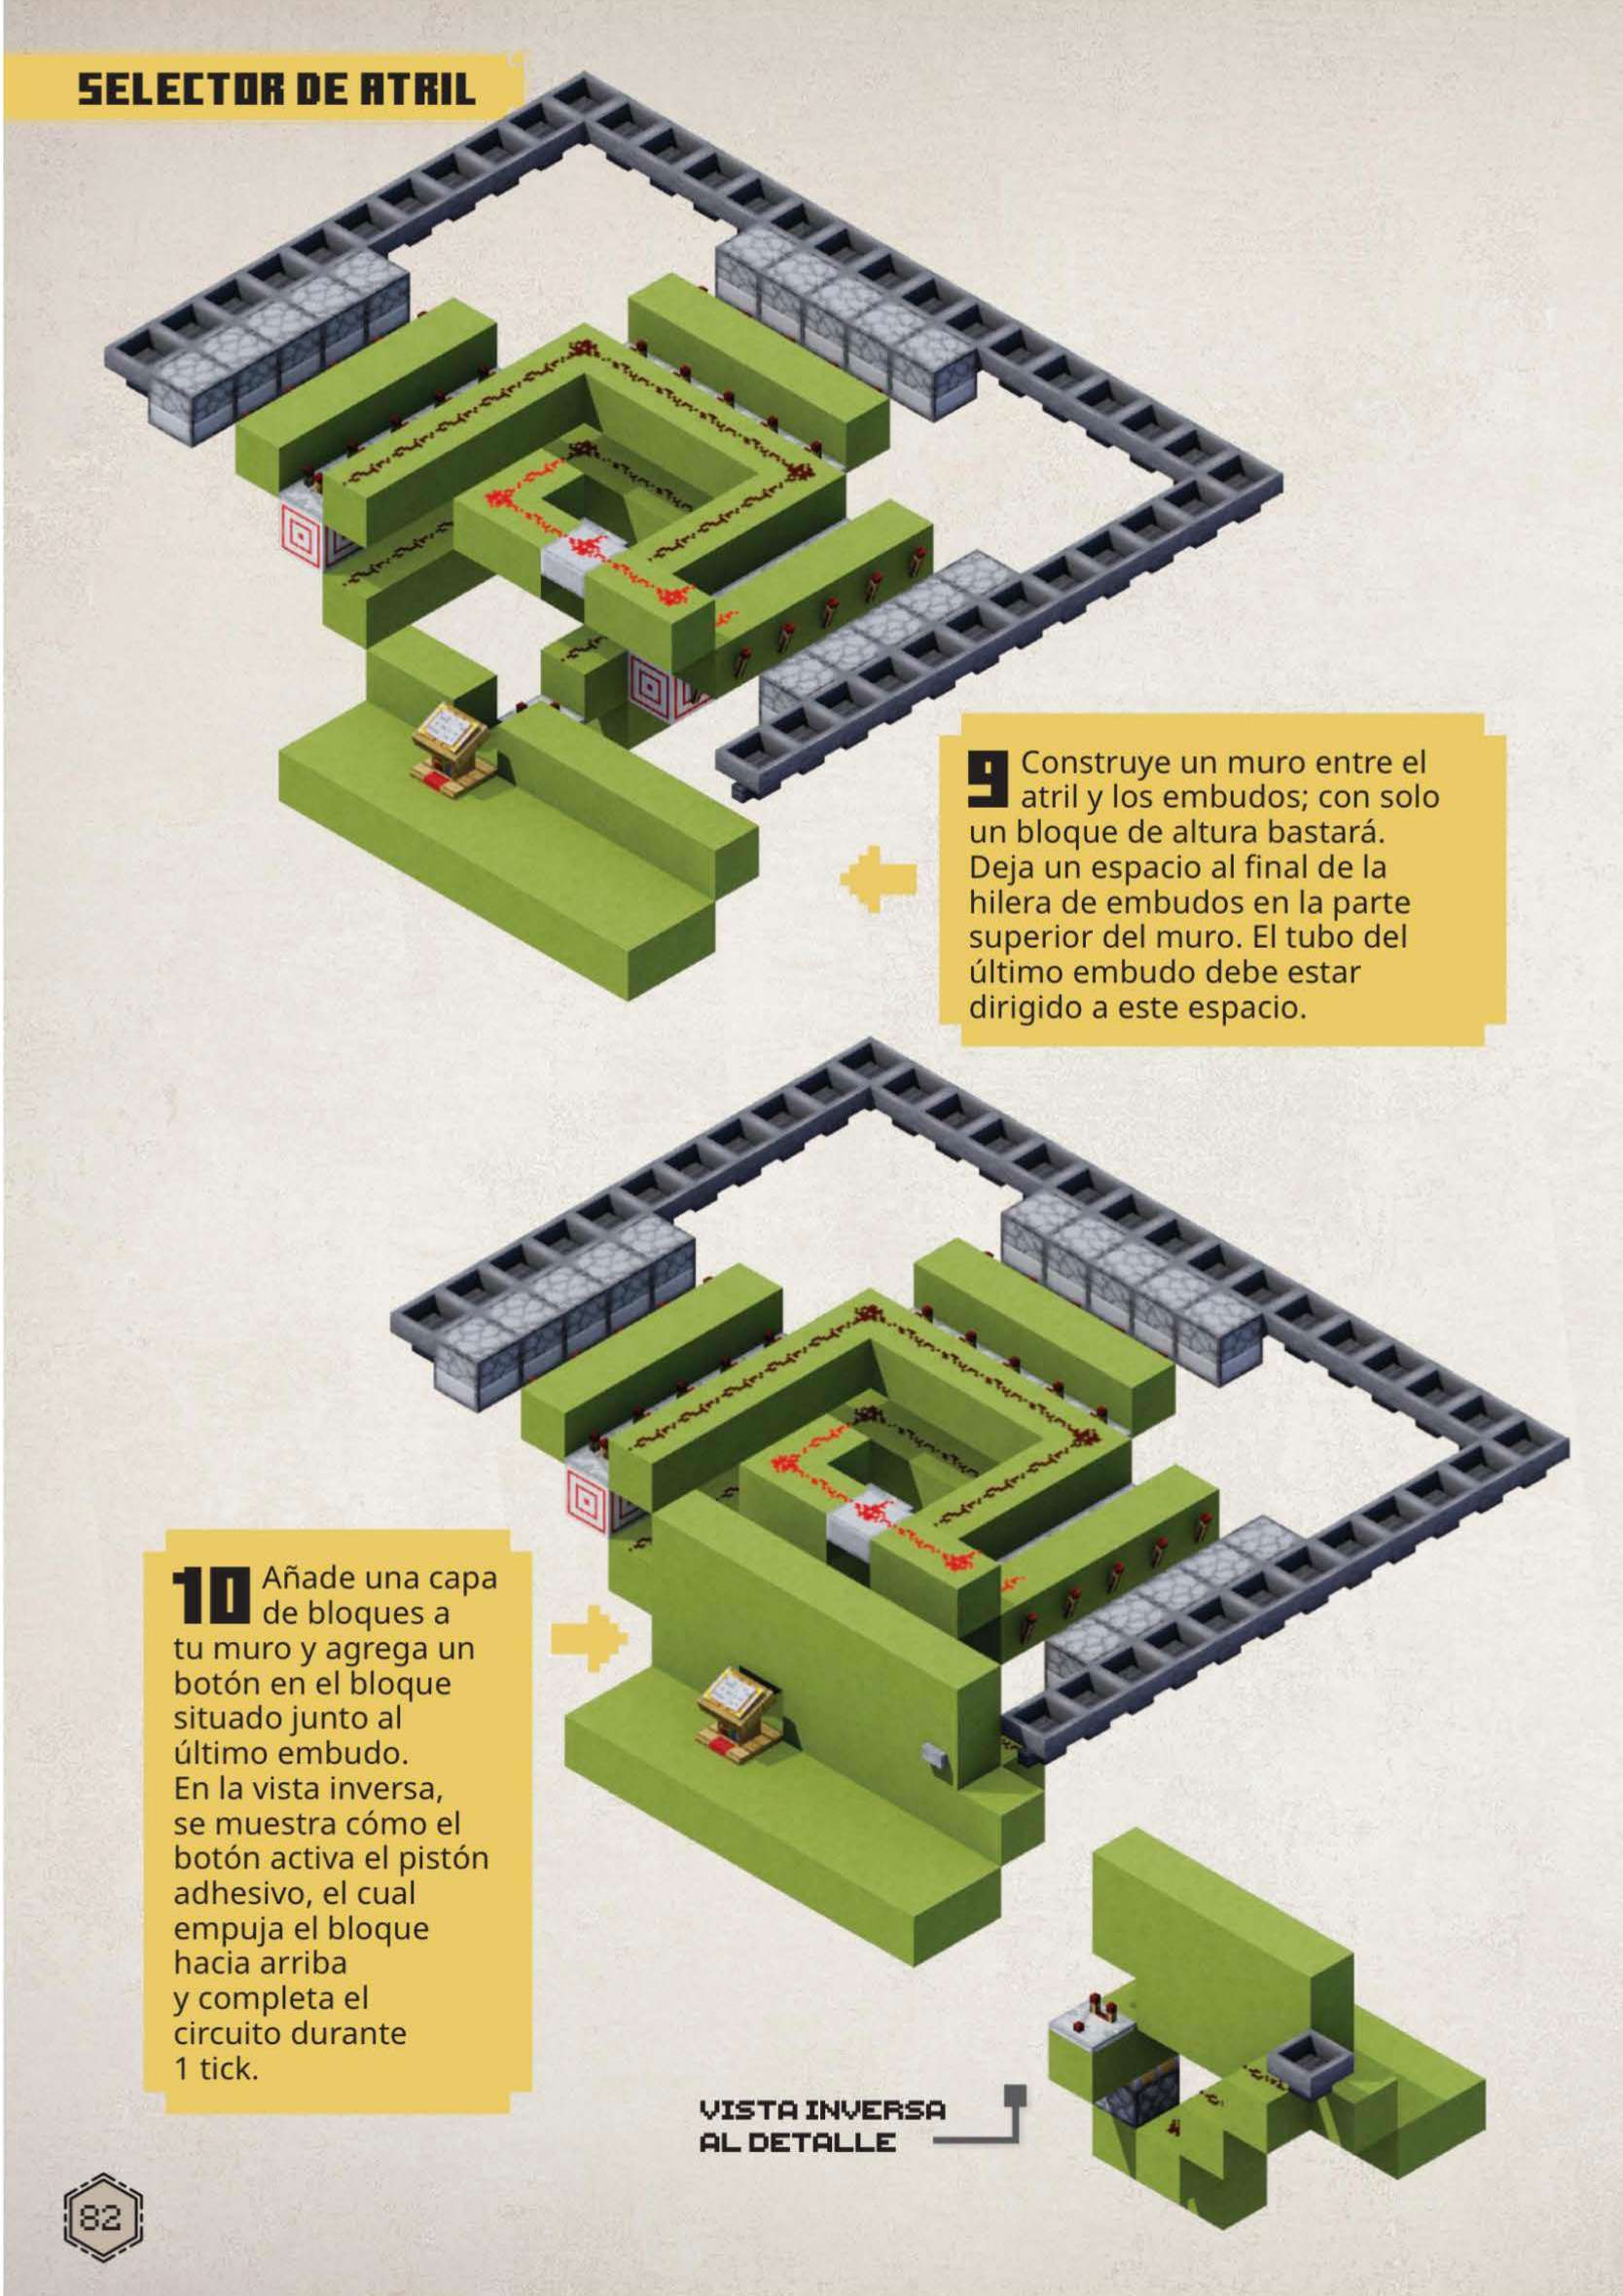 SELECTOR DE ATRIL
9 Construye un muro entre el
atril y los embudos; con solo
un bloque de altura bastará.
Deja un espacio al final de la
hilera de embudos en la parte
superior del muro. El tubo del
último embudo debe estar
dirigido a este espacio.
10 Añade una capa
de bloques a
tu muro y agrega un
botón en el bloque
situado junto al
último embudo.
En la vista inversa,
se muestra cómo el
botón activa el pistón
adhesivo, el cual
empuja el bloque
hacia arriba
y completa el
circuito durante
1 tick.
VISTA INVERSA
AL DETALLE
82